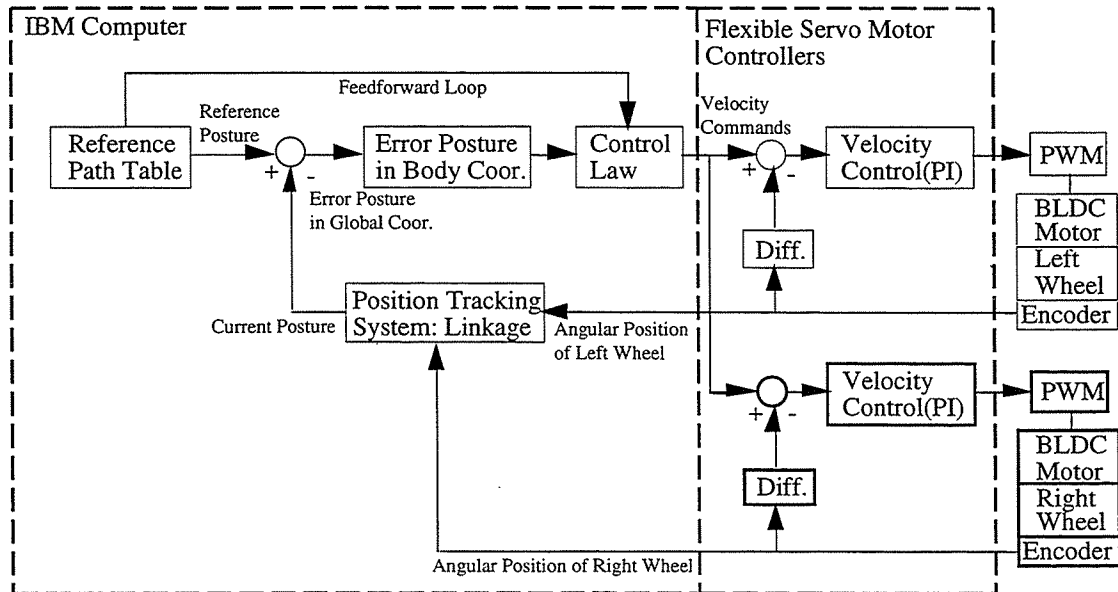 IBM Computer
Flexible Servo Motor
Controllers
Feedforward Loop
Reference
Posture
Velocity
Commands
Reference
Path Table
Error Posture
in Body Coor.
Control
Law
Velocity
Control(PI)
PWM
+
-
+
-
Error Posture
in Global Coor.
BLDC
Motor
Left
Wheel
Encoder
Diff.
Position Tracking
System: Linkage
Current Posture
Angular Position
of Left Wheel
Velocity
Control(PI)
PWM
+
-
BLDC
Motor
Right
Wheel
Encoder
Diff.
Angular Position of Right Wheel